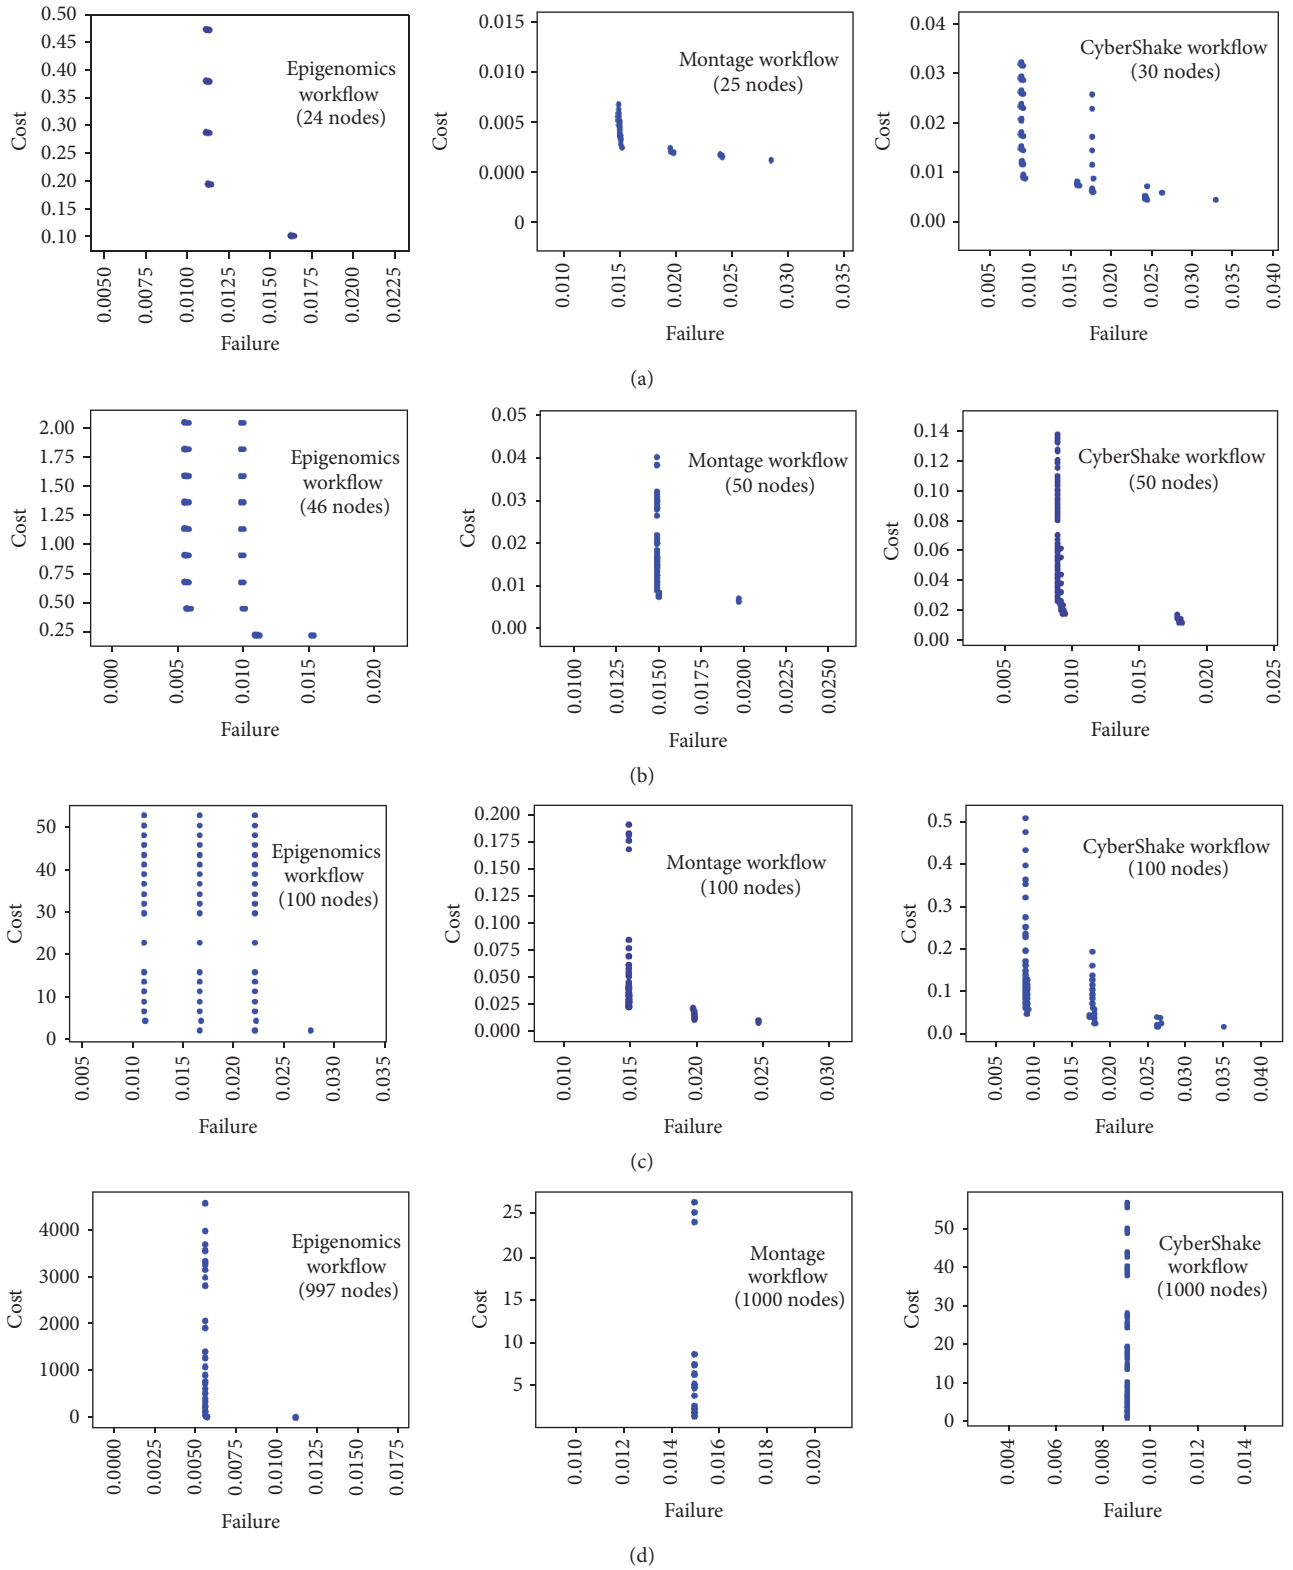 0.50
0.45
0.40
0.35
0.30
0.25
0.20
0.15
0.10
Cost
Epigenomics
workflow
(24 nodes)
0.0050
0.0075
0.0100
0.0125
0.0150
0.0175
0.0200
0.0225
Failure
0.015
0.010
0.005
0.000
0
Cost
Montage workflow
(25 nodes)
0.010
0.015
0.020
0.025
0.030
0.035
Failure
0.04
0.03
0.02
0.01
0.00
Cost
CyberShake workflow
(30 nodes)
0.005
0.010
0.015
0.020
0.025
0.030
0.035
0.040
Failure
(a)
2.00
1.75
1.50
1.25
1.00
0.75
0.50
0.25
Cost
Epigenomics
workflow
(46 nodes)
0.000
0.005
0.010
0.015
0.020
Failure
0.05
0.04
0.03
0.02
0.01
0.00
Cost
Montage workflow
(50 nodes)
0.0100
0.0125
0.0150
0.0175
0.0200
0.0225
0.0250
Failure
0.14
0.12
0.10
0.08
0.06
0.04
0.02
0.00
Cost
CyberShake workflow
(50 nodes)
0.005
0.010
0.015
0.020
0.025
Failure
(b)
50
40
30
20
10
0
Cost
Epigenomics
workflow
(100 nodes)
0.005
0.010
0.015
0.020
0.025
0.030
0.035
Failure
0.200
0.175
0.150
0.125
0.100
0.075
0.050
0.025
0.000
Cost
Montage workflow
(100 nodes)
0.010
0.015
0.020
0.025
0.030
Failure
0.5
0.4
0.3
0.2
0.1
0.0
Cost
CyberShake workflow
(100 nodes)
0.005
0.010
0.015
0.020
0.025
0.030
0.035
0.040
Failure
(c)
4000
3000
2000
1000
0
Cost
Epigenomics
workflow
(997 nodes)
0.0000
0.0025
0.0050
0.0075
0.0100
0.0125
0.0150
0.0175
Failure
25
20
15
10
5
Cost
Montage
workflow
(1000 nodes)
0.010
0.012
0.014
0.016
0.018
0.020
Failure
50
40
30
20
10
0
Cost
CyberShake
workflow
(1000 nodes)
0.004
0.006
0.008
0.010
0.012
0.014
Failure
(d)